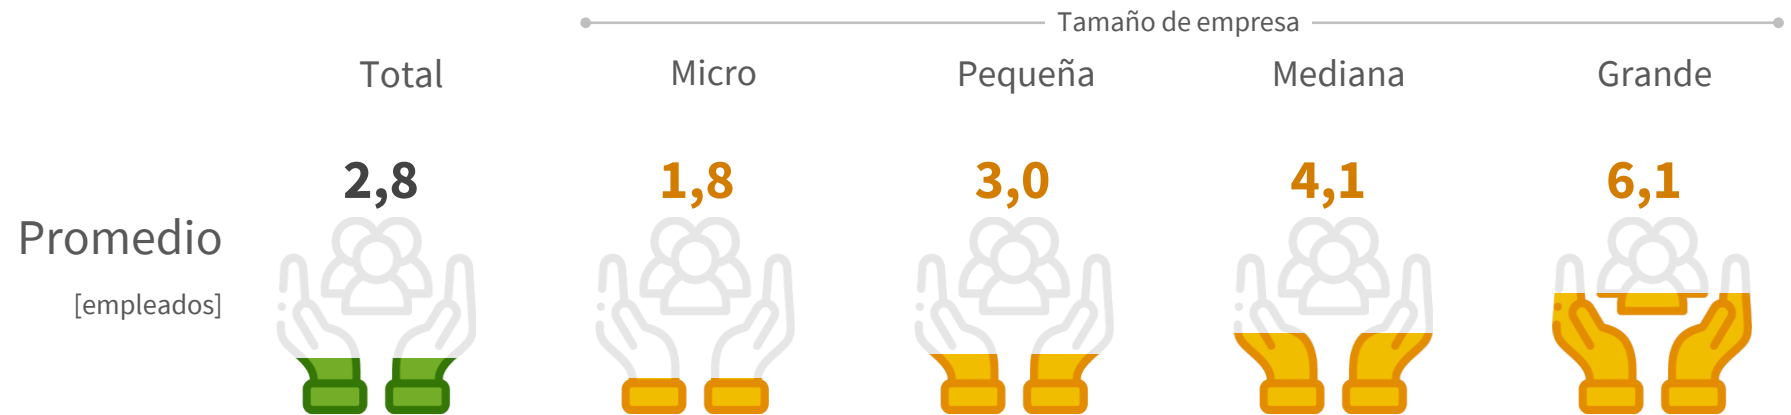 Tamaño de empresa
Total Micro Pequeña Mediana Grande
2,8 1,8 3,0 4,1 6,1
Promedio
[empleados]